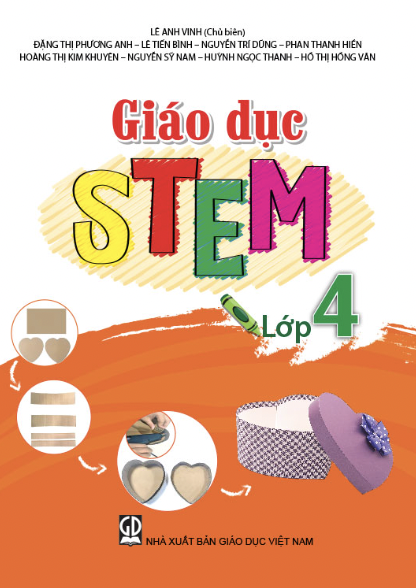 LÊ ANH VINH (Chủ biên)
ĐẶNG THỊ PHƯƠNG ANH – LÊ TIẾN BÌNH – NGUYỄN TRÍ DŨNG – PHAN THANH HIỀN
HOÀNG THỊ KIM KHUYÊN – NGUYỄN SỸ NAM – HUỲNH NGỌC THANH – HỒ THỊ HỒNG VÂN
Giáo dục
STEM
Lớp 4
GD
NHÀ XUẤT BẢN GIÁO DỤC VIỆT NAM